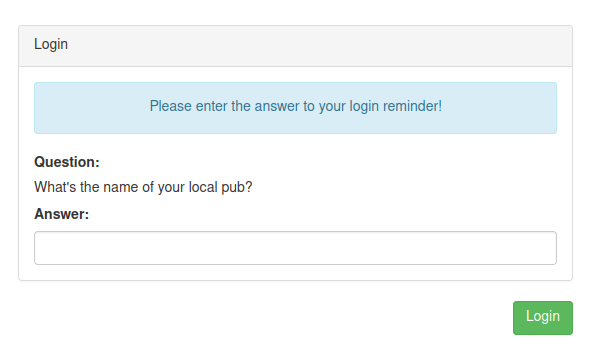 Login
Please enter the answer to your login reminder!
Question:
What's the name of your local pub?
Answer:
Login